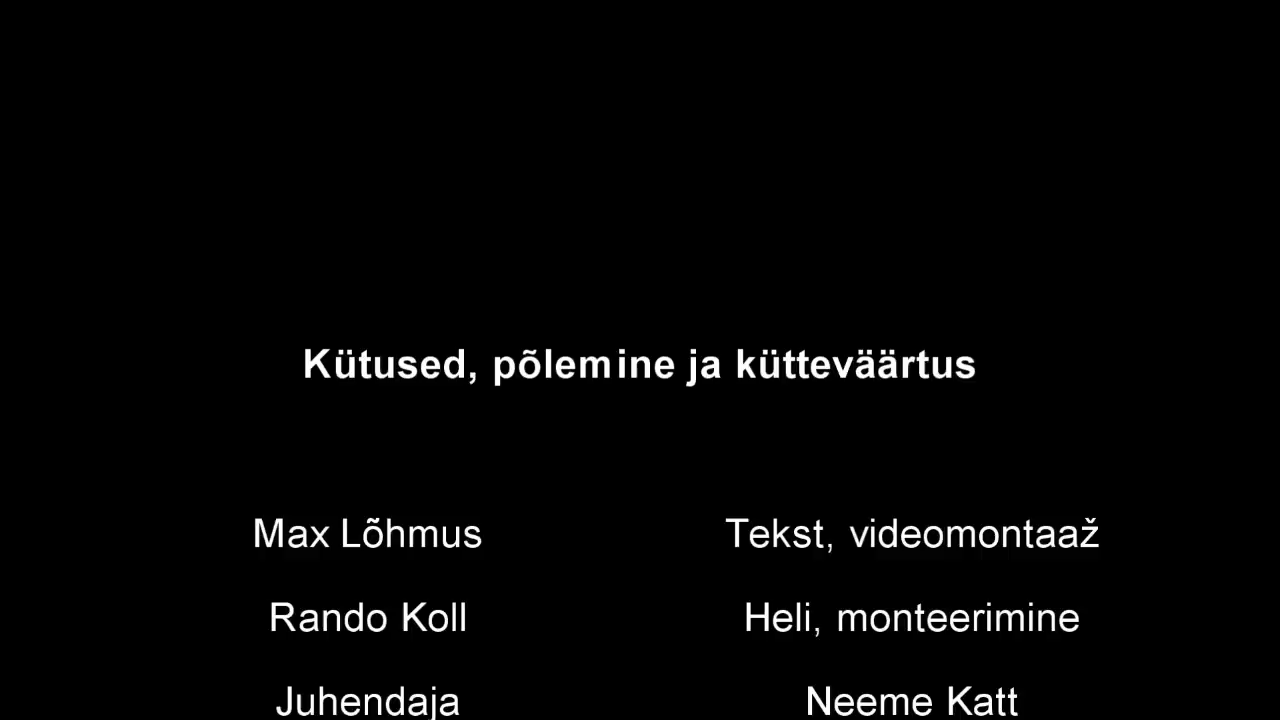 Kütused, põlemine ja kütteväärtus
Max Lõhmus Tekst, videomontaaž
Rando Koll Heli, monteerimine
Juhendaja Neeme Katt